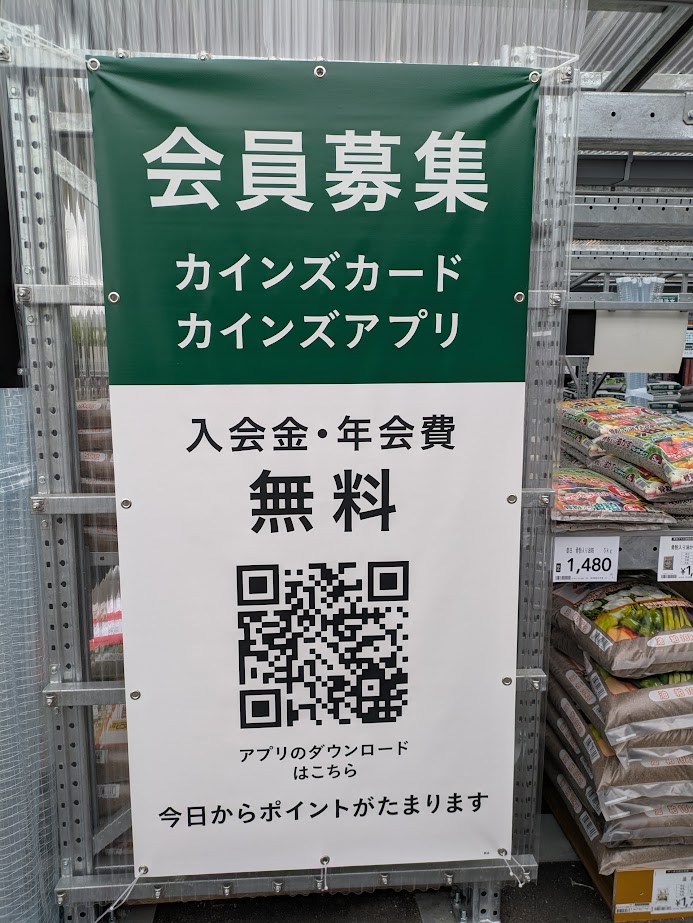 会員募集
カインズカード
カインズアプリ
入会金・年会費
無料
アプリのダウンロード
はこちら
今日からポイントがたまります
1,480